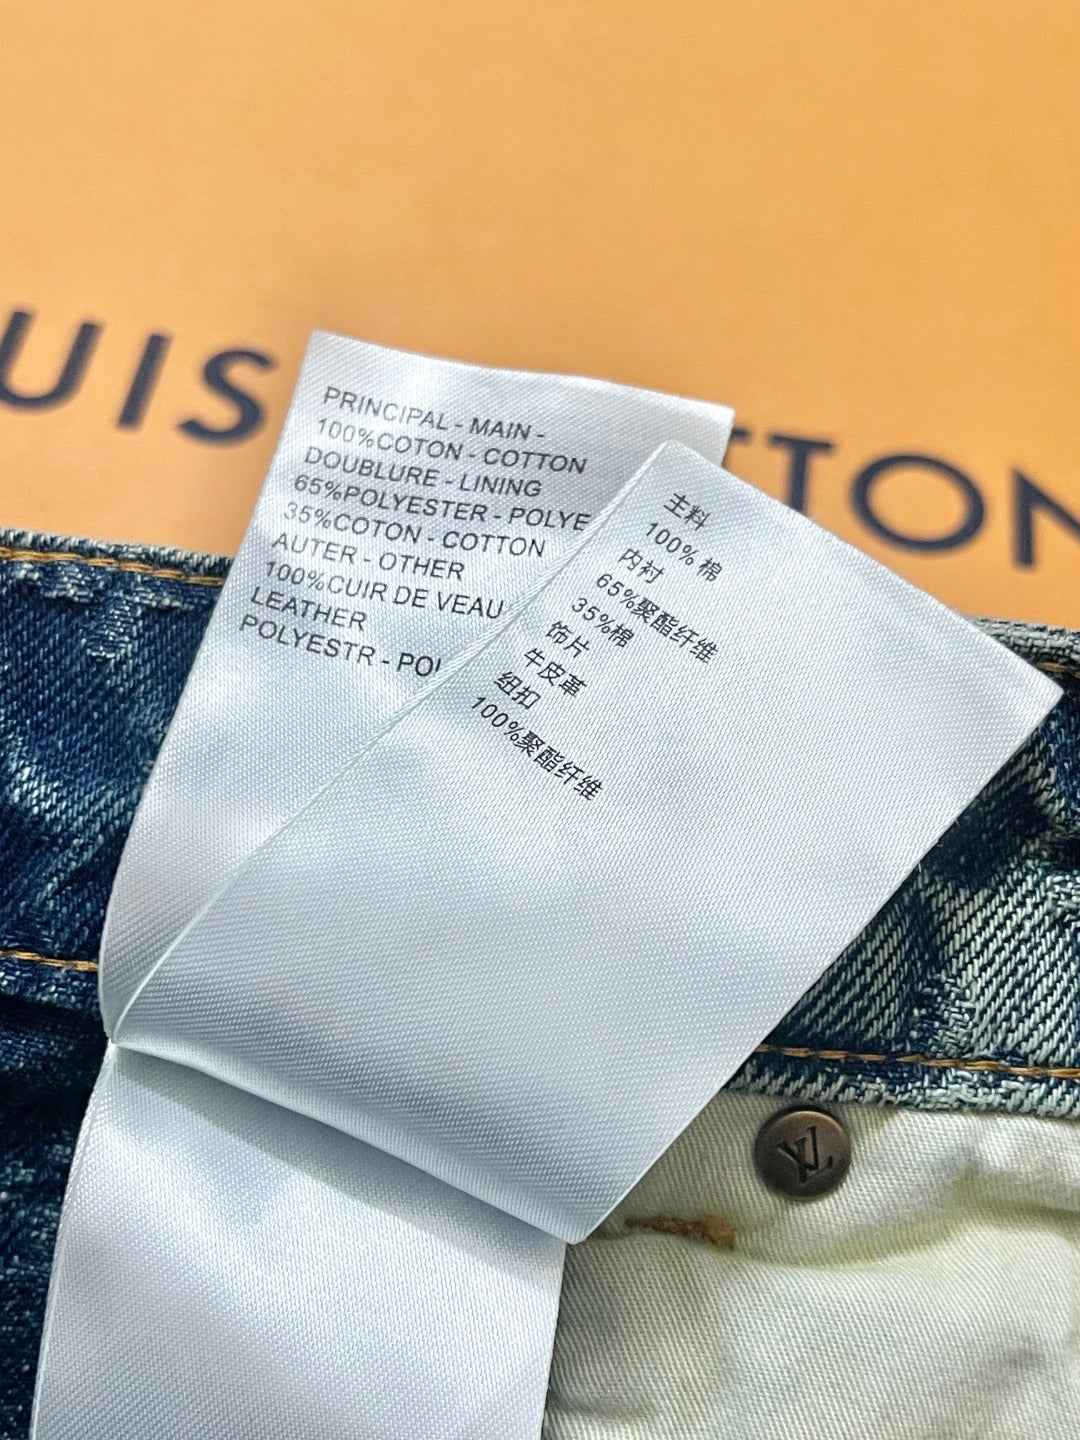 UIS
TTON
PRINCIPAL - MAIN -
100%COTON - COTTON
DOUBLURE - LINING
65%POLYESTER - POLYE
35%COTON - COTTON
AUTER - OTHER
100%CUIR DE VEAU
LEATHER
POLYESTR - POL
主料
100% 棉
内衬
65%聚酯纤维
35%棉
饰片
牛皮革
纽扣
100%聚酯纤维
LV